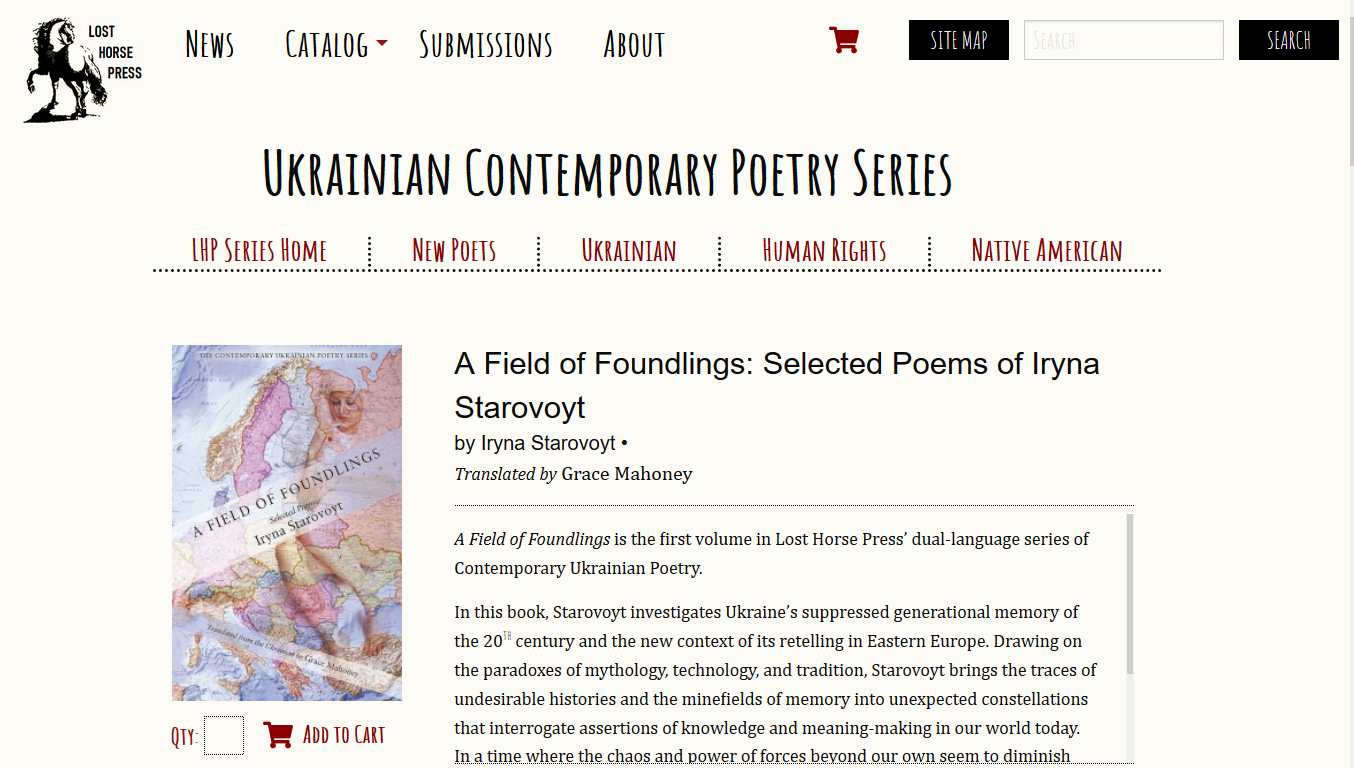 LOST
HORSE
PRESS
News
Catalog
Submissions
About
SITE MAP
Search
SEARCH
Ukrainian Contemporary Poetry Series
LHP Series Home
New Poets
Ukrainian
Human Rights
Native American
THE CONTEMPORARY UKRAINIAN POETRY SERIES
A FIELD OF FOUNDLINGS
Selected Poems
Iryna Starovoyt
Translated from the Ukrainian by Grace Mahoney
Qty:
Add to Cart
A Field of Foundlings: Selected Poems of Iryna
Starovoyt
by Iryna Starovoyt •
Translated by Grace Mahoney
A Field of Foundlings is the first volume in Lost Horse Press’ dual-language series of
Contemporary Ukrainian Poetry.
In this book, Starovoyt investigates Ukraine’s suppressed generational memory of
the 20TH century and the new context of its retelling in Eastern Europe. Drawing on
the paradoxes of mythology, technology, and tradition, Starovoyt brings the traces of
undesirable histories and the minefields of memory into unexpected constellations
that interrogate assertions of knowledge and meaning-making in our world today.
In a time where the chaos and power of forces beyond our own seem to diminish